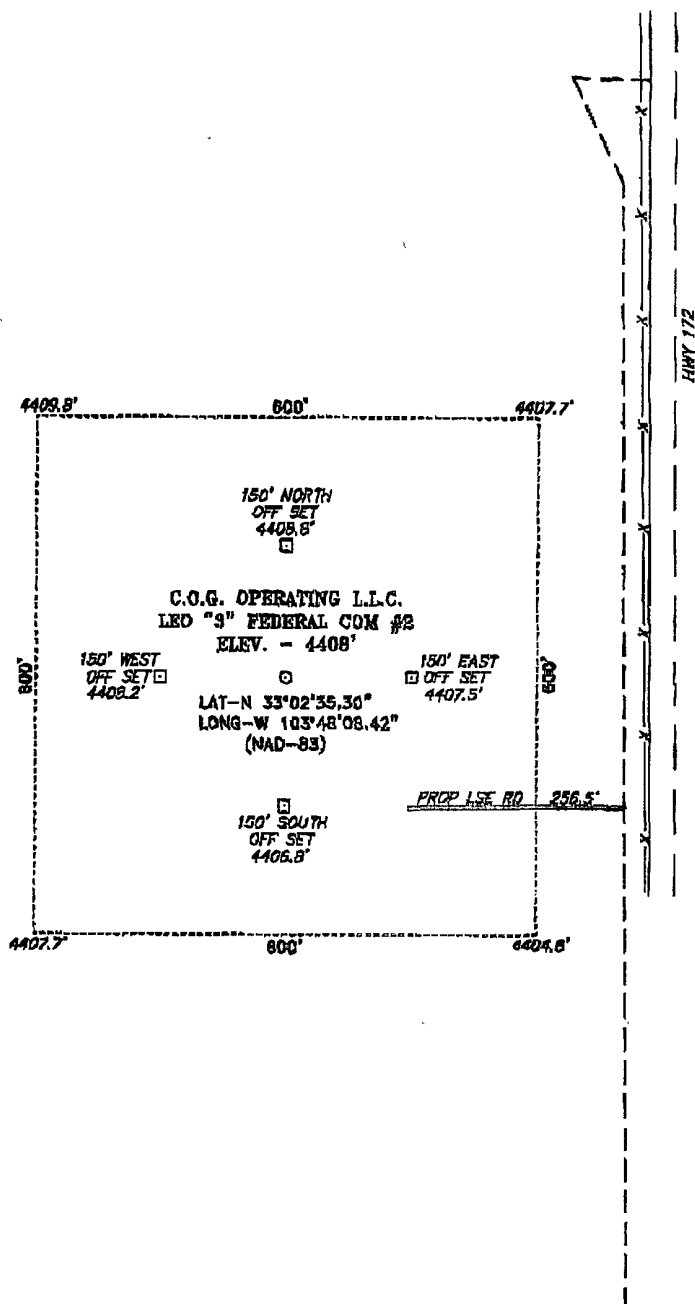 HWY 172
4409.8'
600'
4407.7'
150' NORTH
OFF SET
4408.8'
C.O.G. OPERATING L.L.C.
LEO "3" FEDERAL COM #2
ELEV. - 4408'
600'
150' WEST
OFF SET
4408.2'
150' EAST
OFF SET
4407.5'
600'
LAT-N 33°02'35.30"
LONG-W 103°48'08.42"
(NAD-83)
PROP LSE RD 256.5'
150' SOUTH
OFF SET
4406.8'
4407.7'
600'
4404.8'